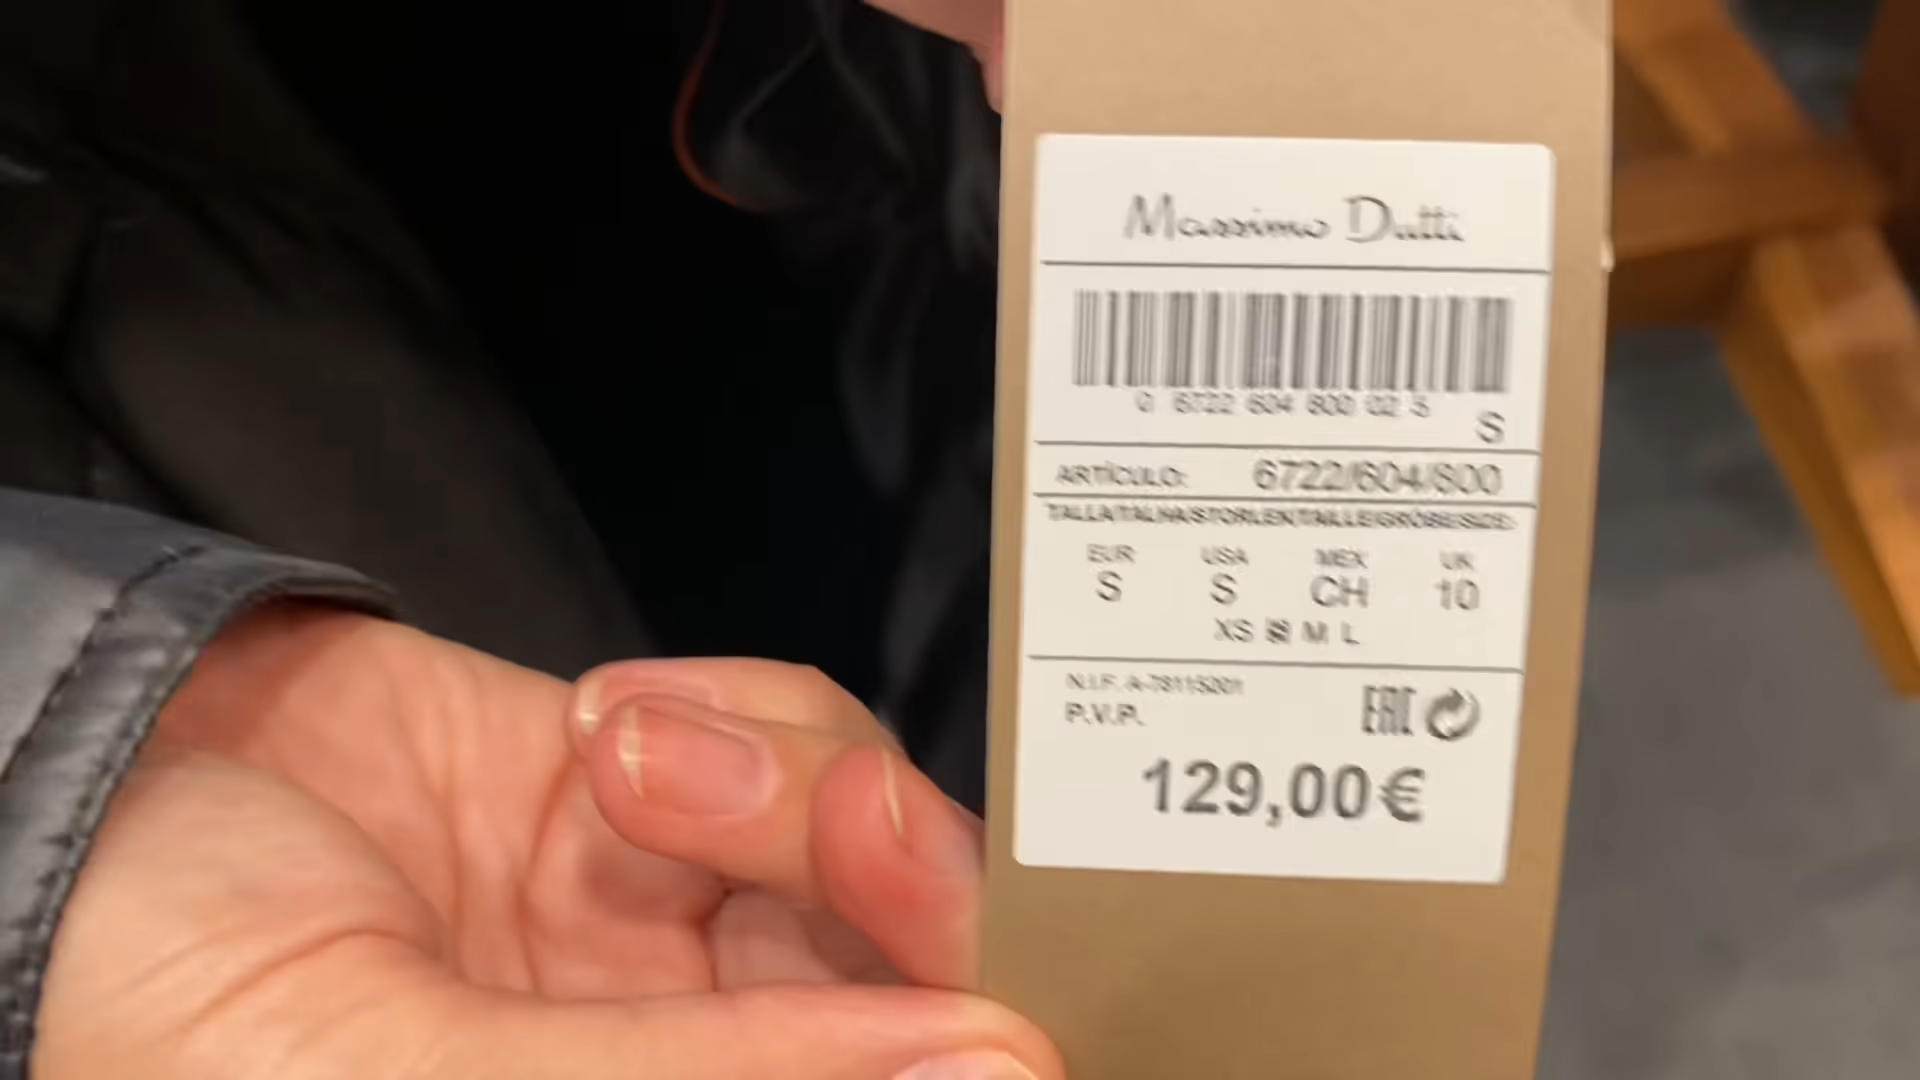 Massimo Dutti
0 6722 604 800 02 5
S
ARTÍCULO: 6722/604/800
TALLA/TALHA/STORLEK/TAILLE/GRÖßE/SIZE:
EUR USA MEX UK
S S CH 10
XS S M L
N.I.F. A-78115201
P.V.P.
EAC
129,00€